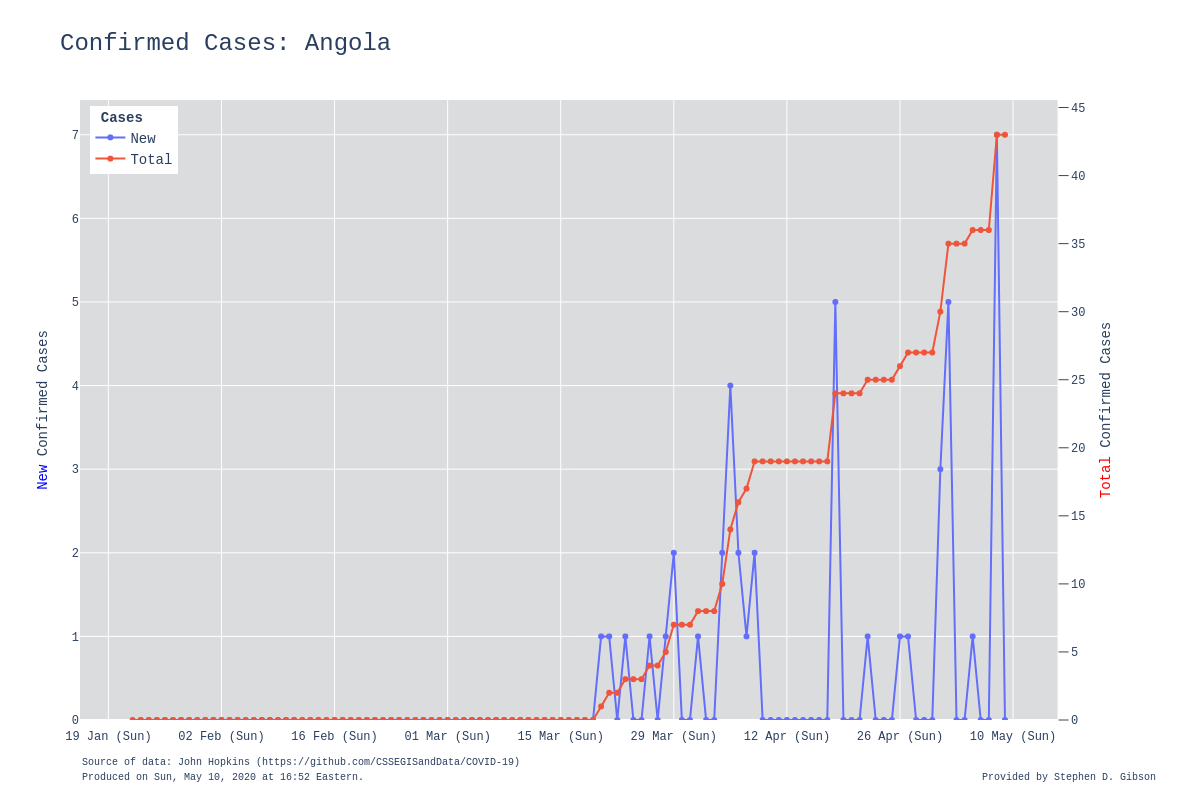 Confirmed Cases: Angola
Cases
New
Total
7
6
5
4
3
2
1
0
45
40
35
30
25
20
15
10
5
0
New Confirmed Cases
Total Confirmed Cases
19 Jan (Sun) 02 Feb (Sun) 16 Feb (Sun) 01 Mar (Sun) 15 Mar (Sun) 29 Mar (Sun) 12 Apr (Sun) 26 Apr (Sun) 10 May (Sun)
Source of data: John Hopkins (https://github.com/CSSEGISandData/COVID-19)
Produced on Sun, May 10, 2020 at 16:52 Eastern.
Provided by Stephen D. Gibson